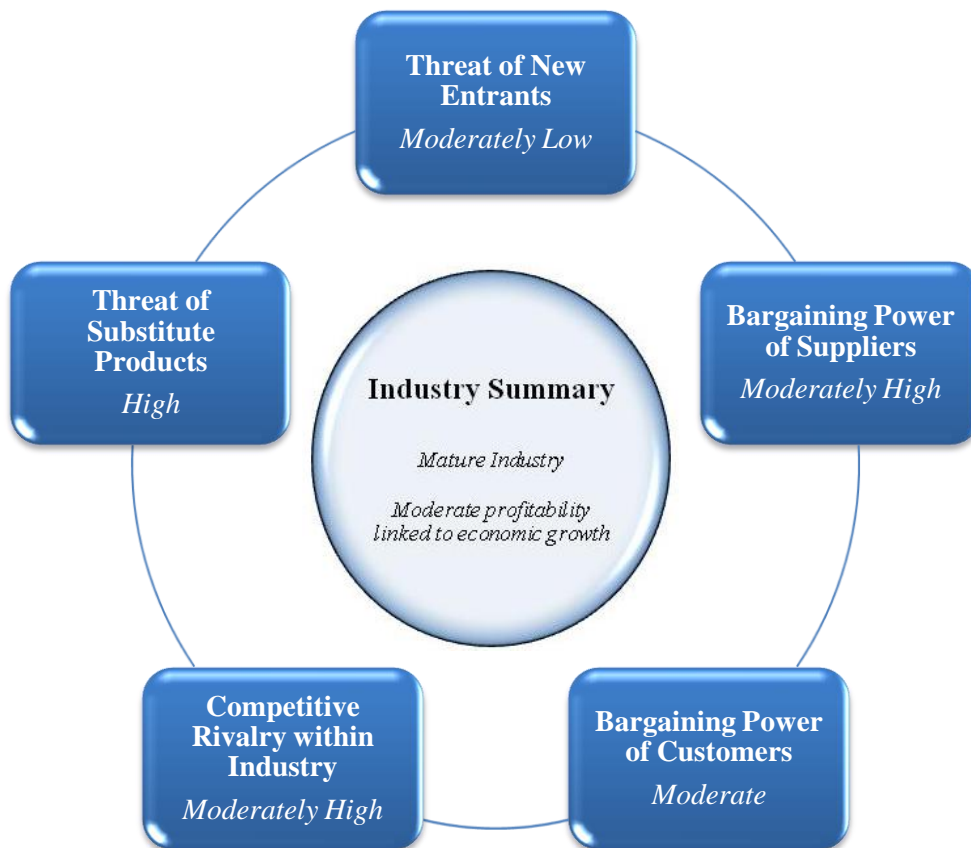 Threat of New
Entrants
Moderately Low
Threat of
Substitute
Products
High
Bargaining Power
of Suppliers
Moderately High
Industry Summary
Mature Industry
Moderate profitability
linked to economic growth
Competitive
Rivalry within
Industry
Moderately High
Bargaining Power
of Customers
Moderate